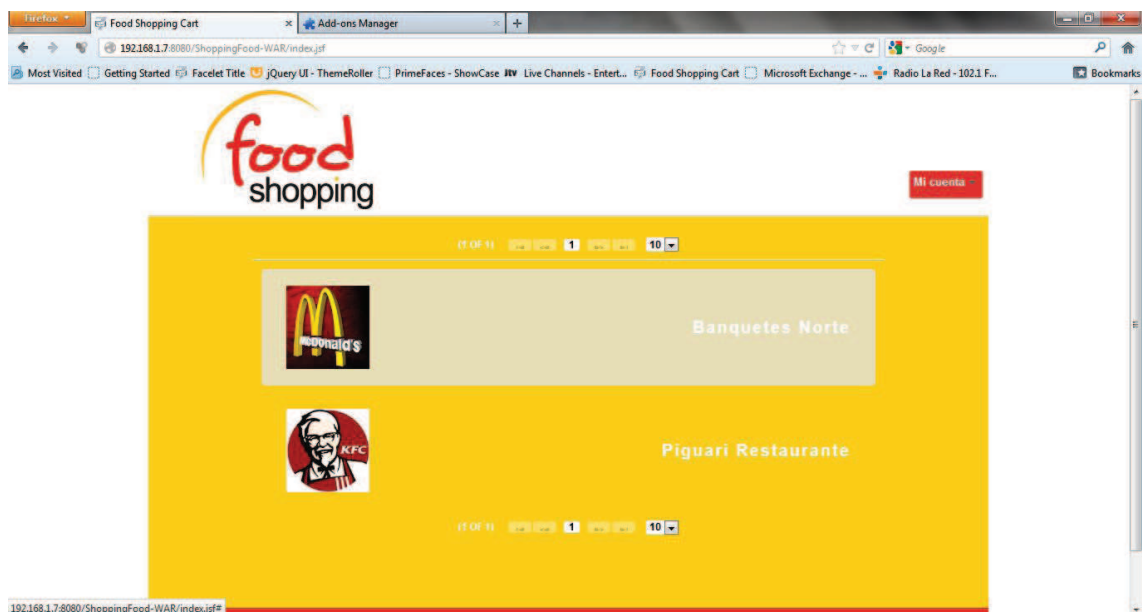 Firefox
Food Shopping Cart
Add-ons Manager
192.168.1.7:8080/ShoppingFood-WAR/index.jsf
Google
Most Visited Getting Started Facelet Title jQuery UI - ThemeRoller PrimeFaces - ShowCase JTV Live Channels - Entert... Food Shopping Cart Microsoft Exchange - ... Radio La Red - 102.1 F... Bookmarks
food
shopping
Mi cuenta
(1 OF 1) 1 10
McDonald's
Banquetes Norte
KFC
Piguari Restaurante
(1 OF 1) 1 10
192.168.1.7:8080/ShoppingFood-WAR/index.jsf#